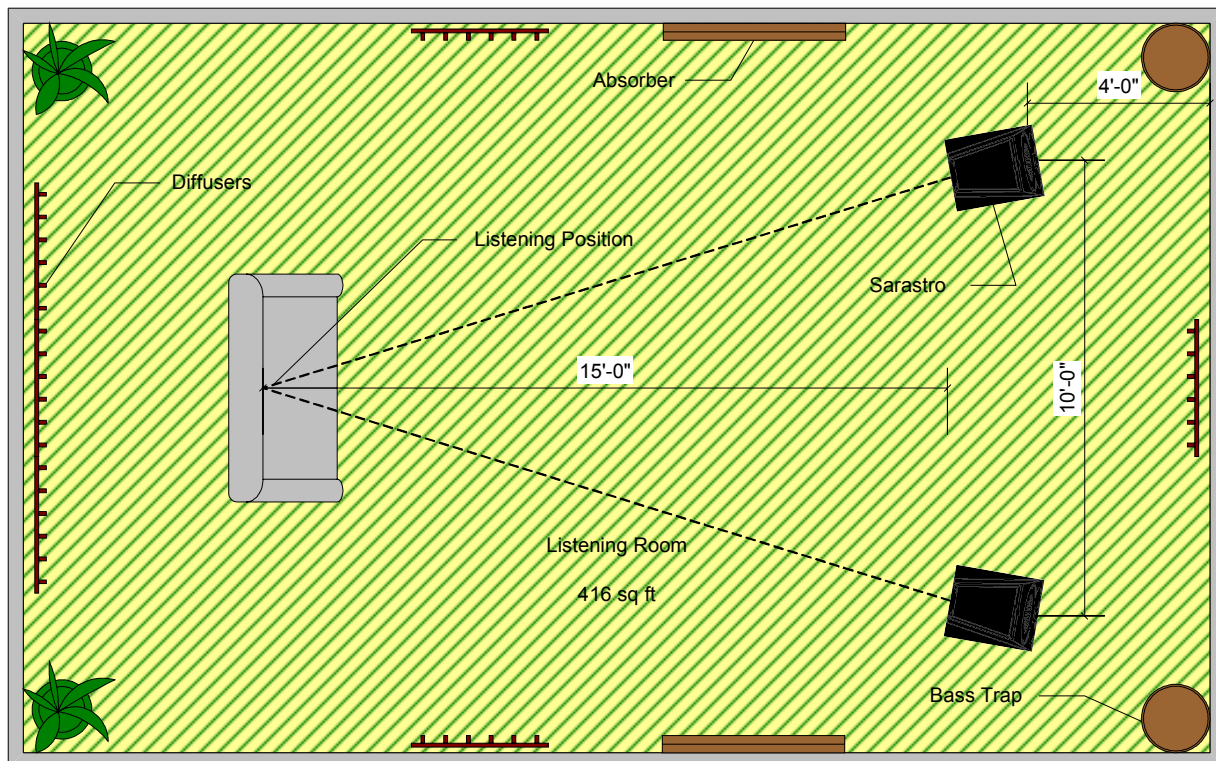 Absorber
4'-0"
Diffusers
Listening Position
Sarastro
15'-0"
10'-0"
Listening Room
416 sq ft
Bass Trap